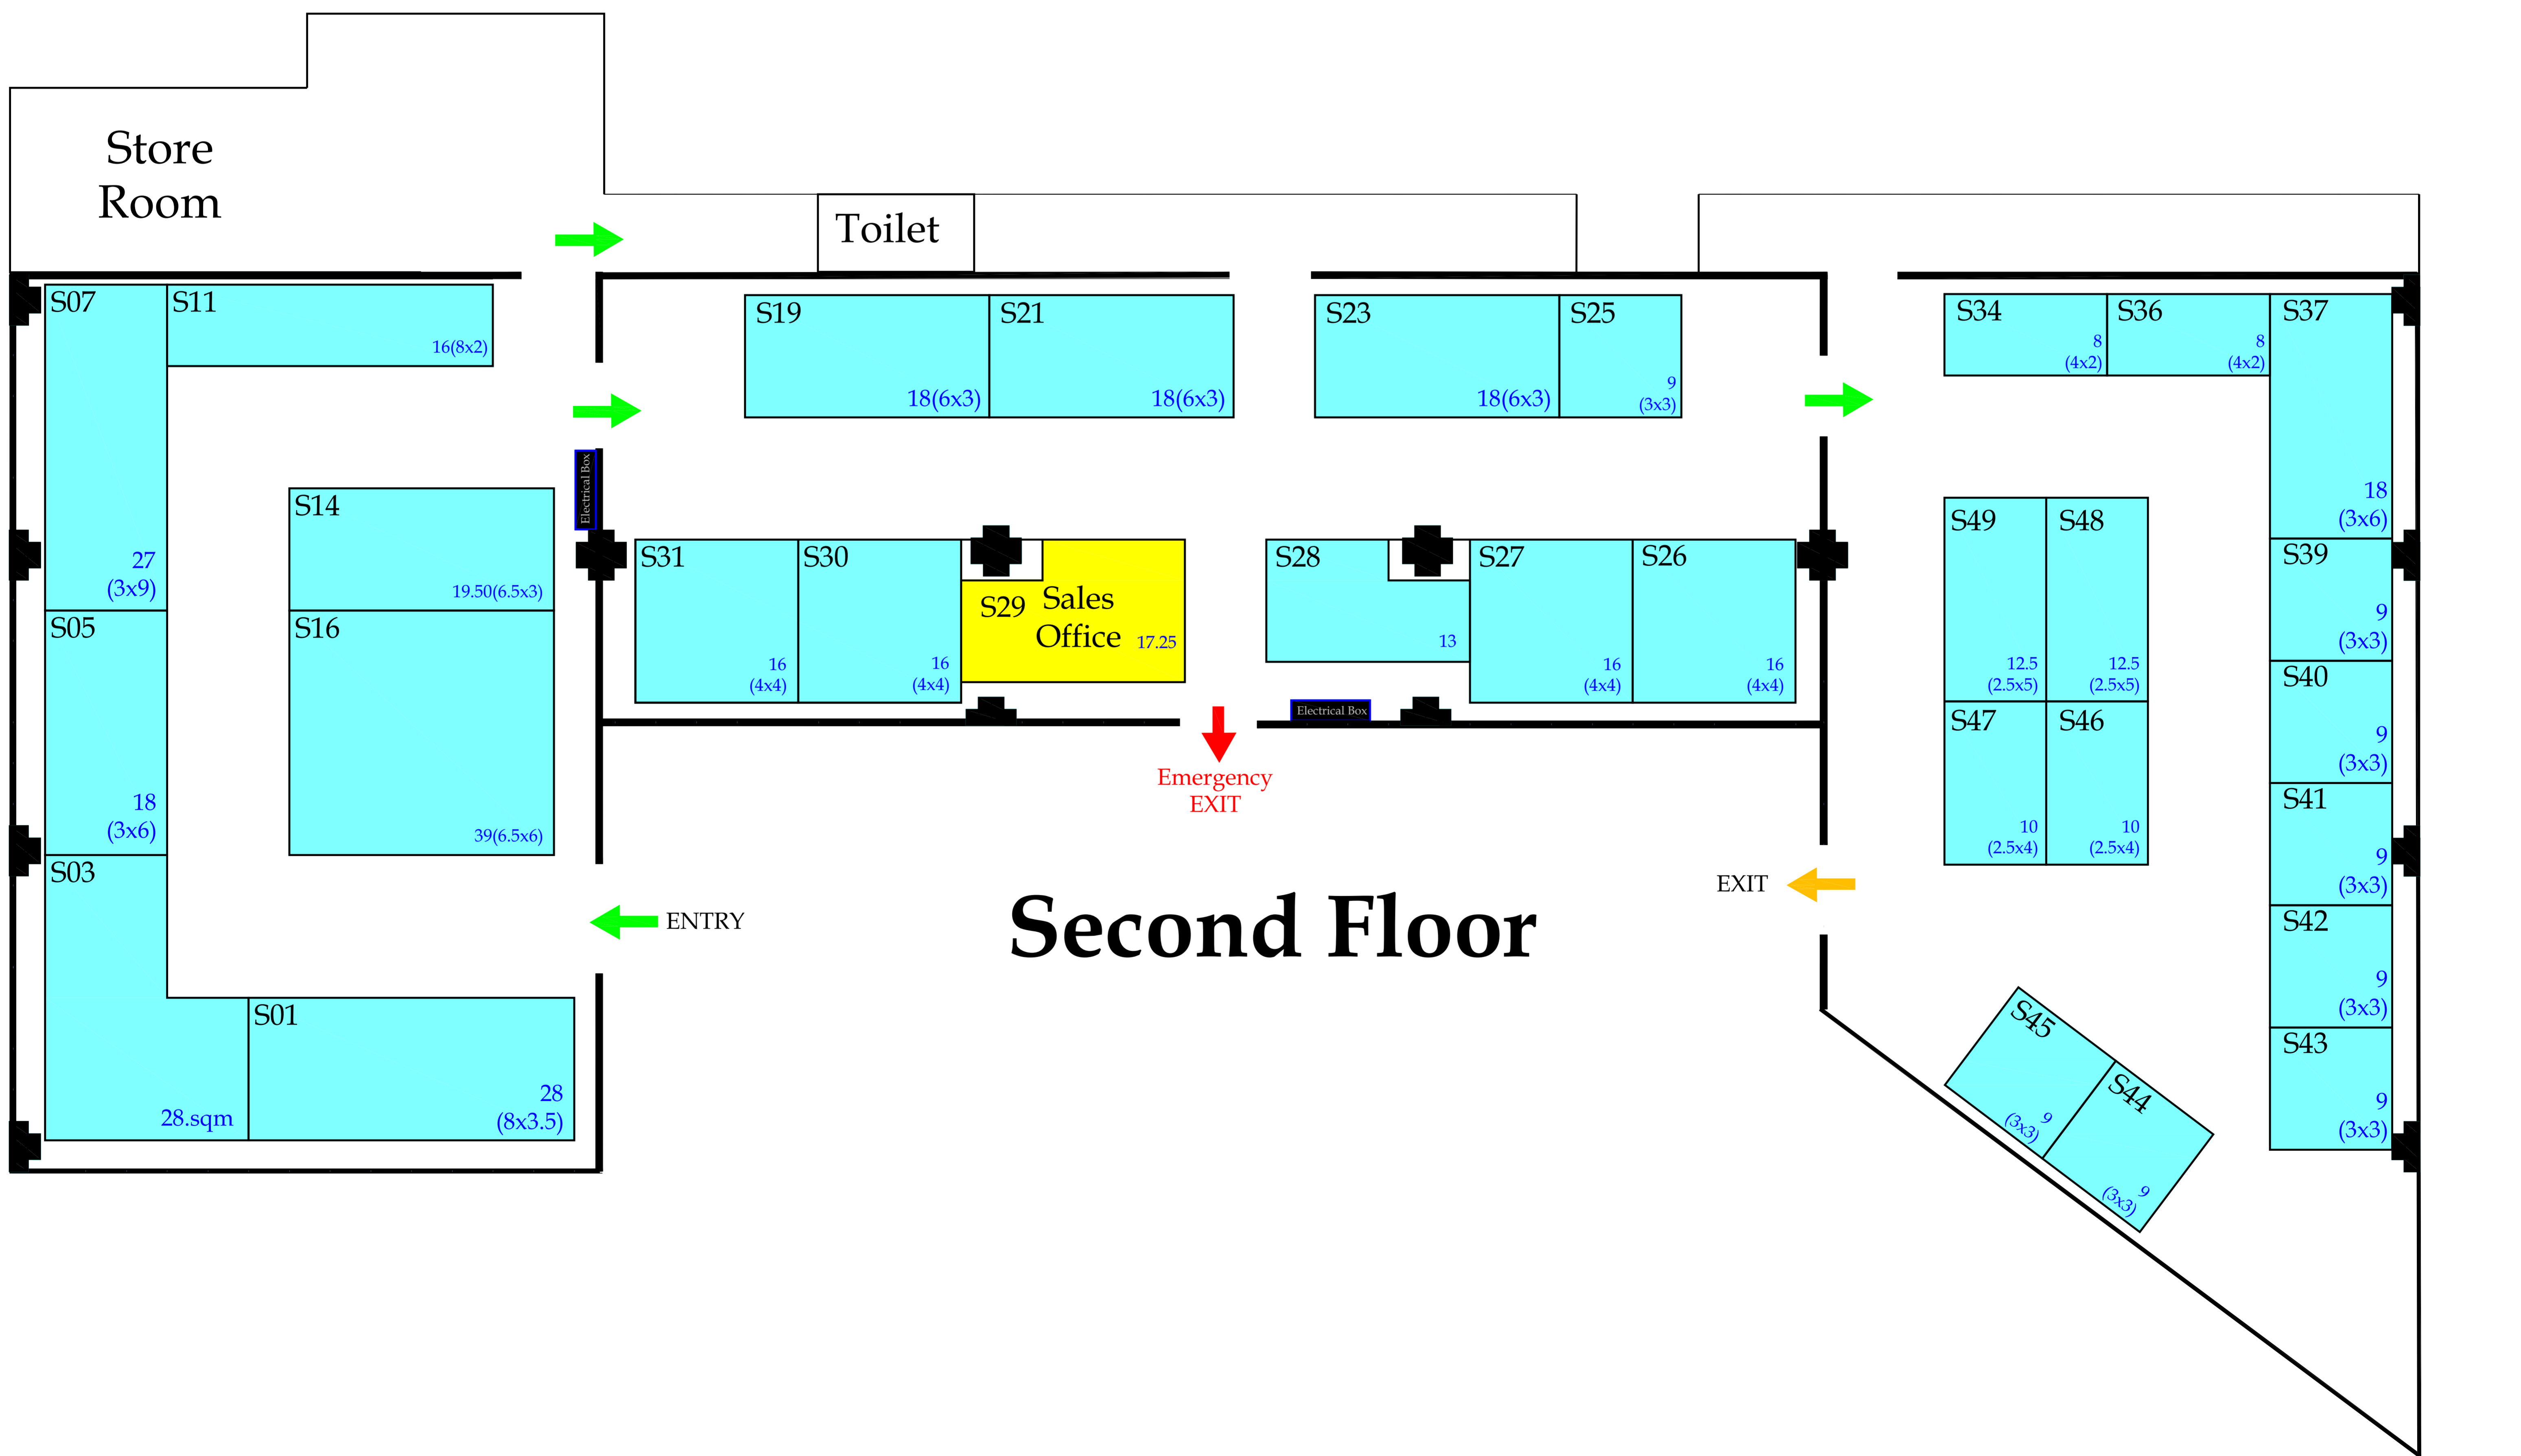 Store
Room
Toilet
S07
27
(3x9)
S11
16(8x2)
S05
18
(3x6)
S03
28.sqm
S01
28
(8x3.5)
S14
19.50(6.5x3)
S16
39(6.5x6)
Electrical Box
S19
18(6x3)
S21
18(6x3)
S23
18(6x3)
S25
9
(3x3)
S31
16
(4x4)
S30
16
(4x4)
S29
Sales
Office
17.25
S28
13
S27
16
(4x4)
S26
16
(4x4)
Electrical Box
Emergency
EXIT
ENTRY
Second Floor
EXIT
S34
8
(4x2)
S36
8
(4x2)
S37
18
(3x6)
S49
12.5
(2.5x5)
S48
12.5
(2.5x5)
S47
10
(2.5x4)
S46
10
(2.5x4)
S39
9
(3x3)
S40
9
(3x3)
S41
9
(3x3)
S42
9
(3x3)
S43
9
(3x3)
S45
9
(3x3)
S44
9
(3x3)